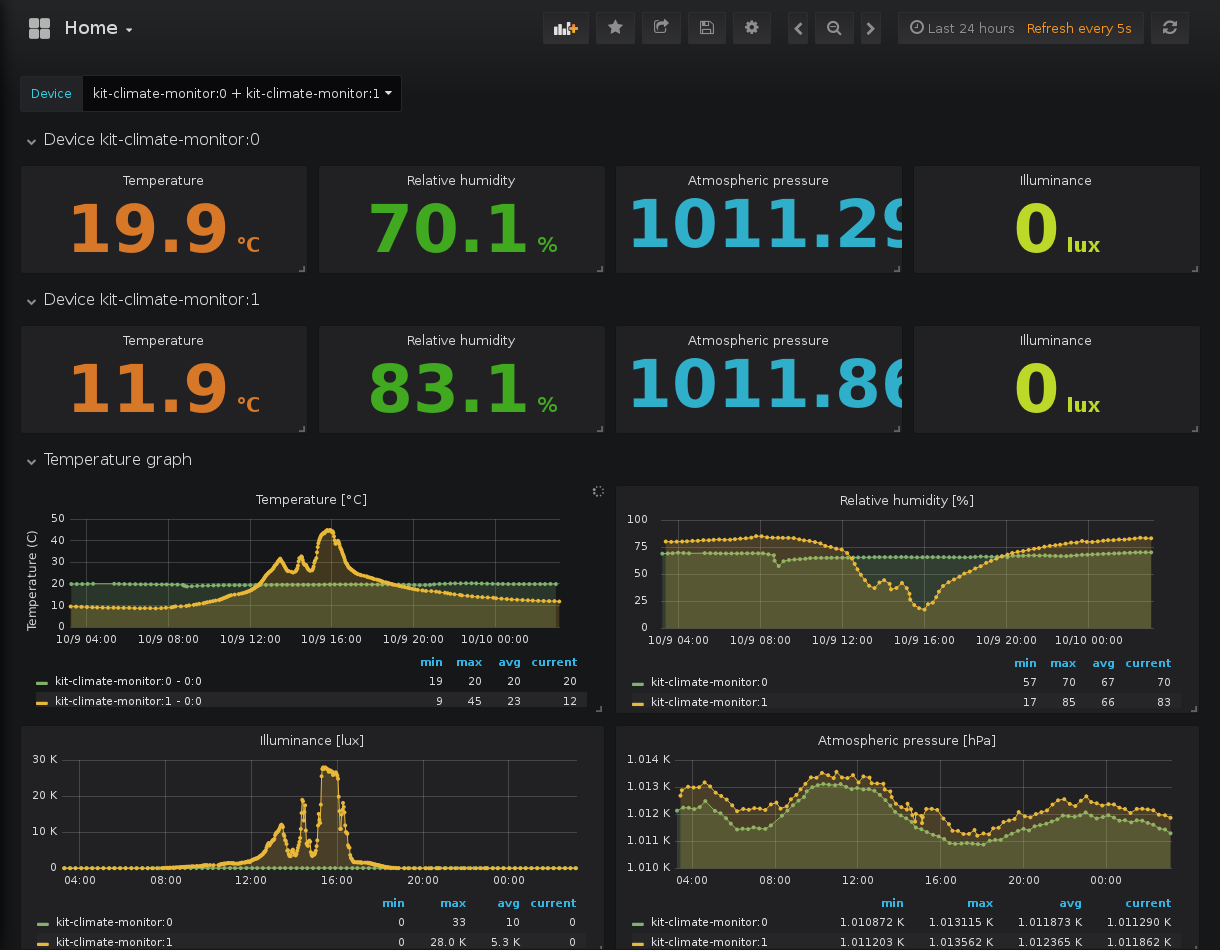 Home
Last 24 hours Refresh every 5s
Device kit-climate-monitor:0 + kit-climate-monitor:1
Device kit-climate-monitor:0
Temperature Relative humidity Atmospheric pressure Illuminance
19.9 °C 70.1 % 1011.29 0 lux
Device kit-climate-monitor:1
Temperature Relative humidity Atmospheric pressure Illuminance
11.9 °C 83.1 % 1011.86 0 lux
Temperature graph
Temperature [°C]
Temperature (C)
50
40
30
20
10
0
10/9 04:00 10/9 08:00 10/9 12:00 10/9 16:00 10/9 20:00 10/10 00:00
min max avg current
kit-climate-monitor:0 - 0:0 19 20 20 20
kit-climate-monitor:1 - 0:0 9 45 23 12
Relative humidity [%]
100
75
50
25
0
10/9 04:00 10/9 08:00 10/9 12:00 10/9 16:00 10/9 20:00 10/10 00:00
min max avg current
kit-climate-monitor:0 57 70 67 70
kit-climate-monitor:1 17 85 66 83
Illuminance [lux]
30 K
20 K
10 K
0
04:00 08:00 12:00 16:00 20:00 00:00
min max avg current
kit-climate-monitor:0 0 33 10 0
kit-climate-monitor:1 0 28.0 K 5.3 K 0
Atmospheric pressure [hPa]
1.014 K
1.013 K
1.012 K
1.011 K
1.010 K
04:00 08:00 12:00 16:00 20:00 00:00
min max avg current
kit-climate-monitor:0 1.010872 K 1.013115 K 1.011873 K 1.011290 K
kit-climate-monitor:1 1.011203 K 1.013562 K 1.012365 K 1.011862 K